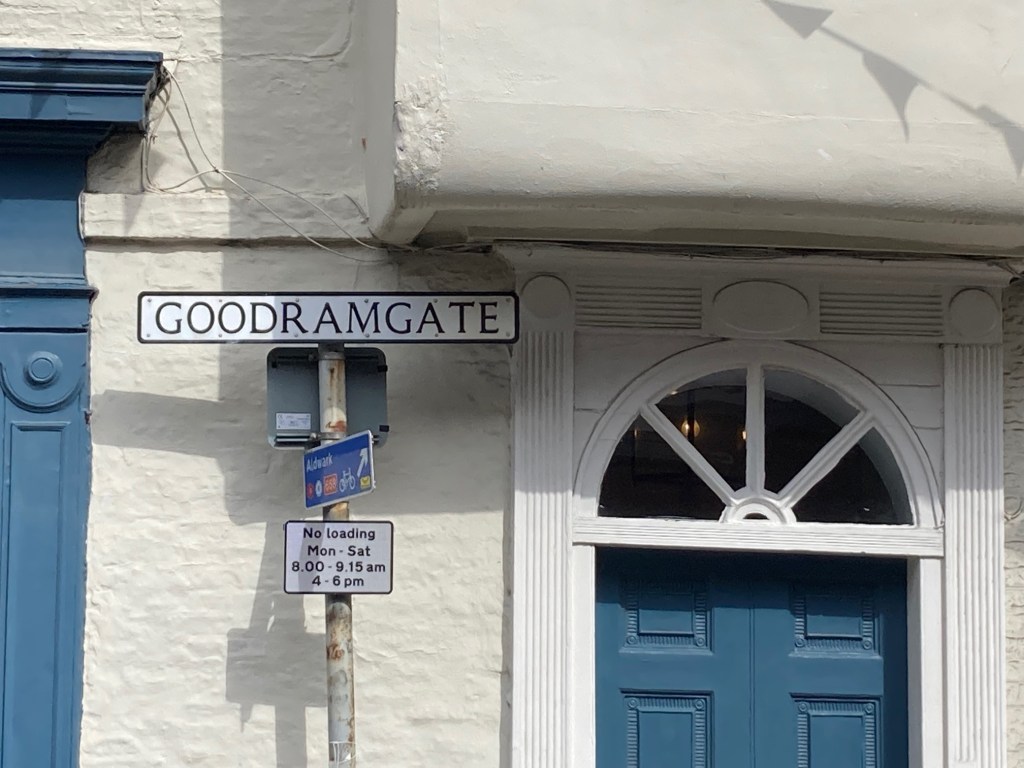 GOODRAMGATE
Aldwark
No loading
Mon - Sat
8.00 - 9.15 am
4 - 6 pm